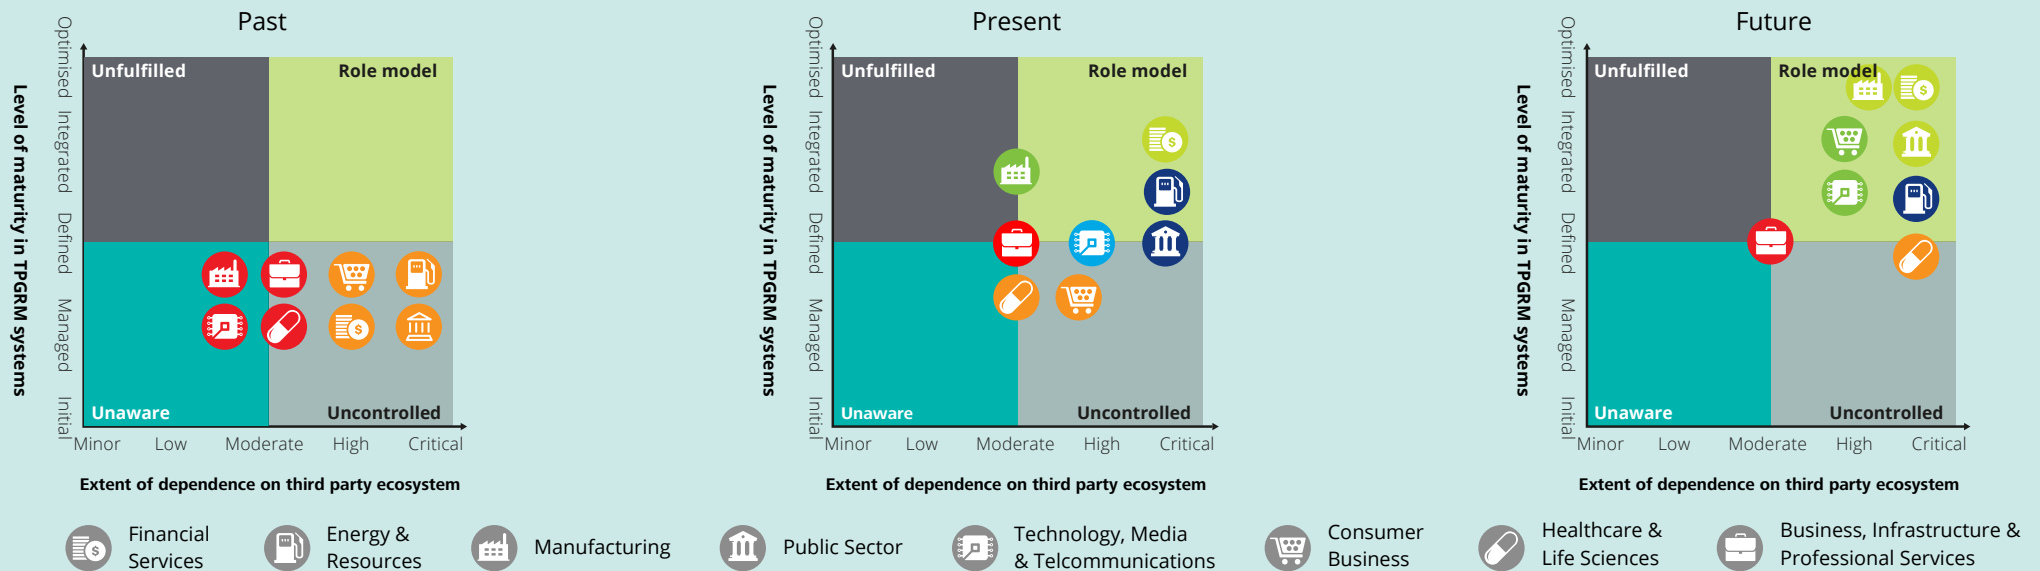 Past
Level of maturity in TPGRM systems
Optimised
Integrated
Defined
Managed
Initial
Unfulfilled
Role model
Unaware
Uncontrolled
Minor
Low
Moderate
High
Critical
Extent of dependence on third party ecosystem
Present
Level of maturity in TPGRM systems
Optimised
Integrated
Defined
Managed
Initial
Unfulfilled
Role model
Unaware
Uncontrolled
Minor
Low
Moderate
High
Critical
Extent of dependence on third party ecosystem
Future
Level of maturity in TPGRM systems
Optimised
Integrated
Defined
Managed
Initial
Unfulfilled
Role model
Unaware
Uncontrolled
Minor
Low
Moderate
High
Critical
Extent of dependence on third party ecosystem
Financial
Services
Energy &
Resources
Manufacturing
Public Sector
Technology, Media
& Telcommunications
Consumer
Business
Healthcare &
Life Sciences
Business, Infrastructure &
Professional Services